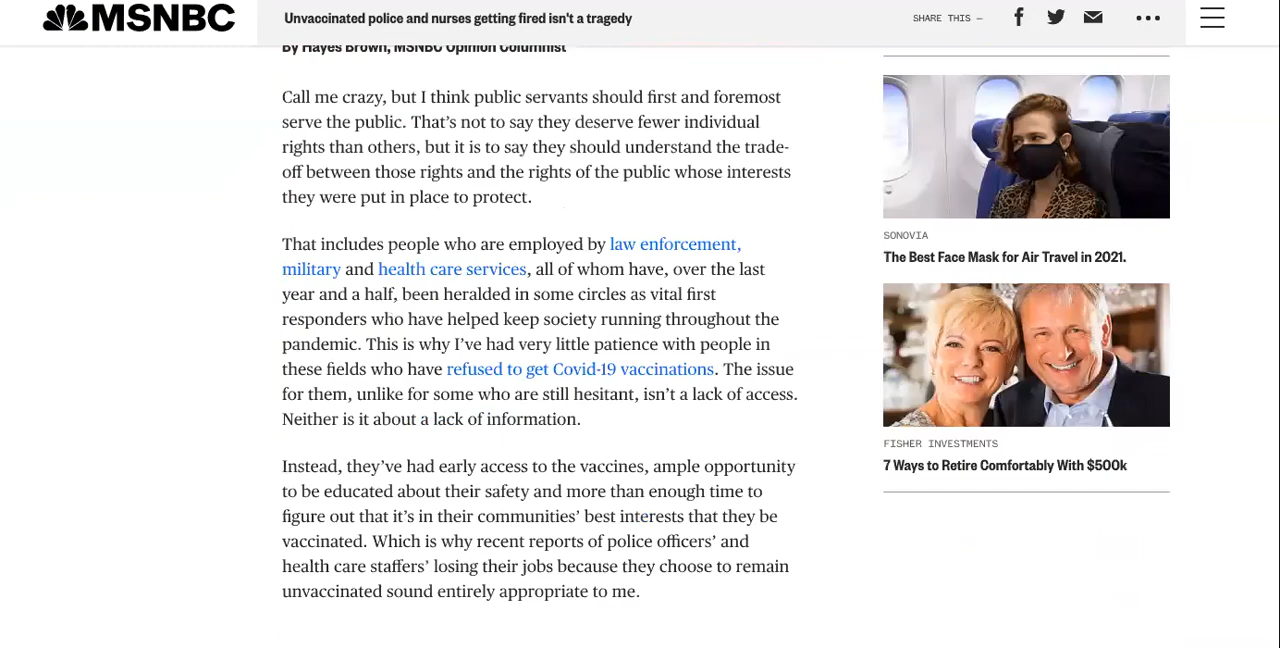 MSNBC
Unvaccinated police and nurses getting fired isn't a tragedy
SHARE THIS —
By Hayes Brown, MSNBC Opinion Columnist
Call me crazy, but I think public servants should first and foremost
serve the public. That’s not to say they deserve fewer individual
rights than others, but it is to say they should understand the trade-
off between those rights and the rights of the public whose interests
they were put in place to protect.
That includes people who are employed by law enforcement,
military and health care services, all of whom have, over the last
year and a half, been heralded in some circles as vital first
responders who have helped keep society running throughout the
pandemic. This is why I’ve had very little patience with people in
these fields who have refused to get Covid-19 vaccinations. The issue
for them, unlike for some who are still hesitant, isn’t a lack of access.
Neither is it about a lack of information.
Instead, they’ve had early access to the vaccines, ample opportunity
to be educated about their safety and more than enough time to
figure out that it’s in their communities’ best interests that they be
vaccinated. Which is why recent reports of police officers’ and
health care staffers’ losing their jobs because they choose to remain
unvaccinated sound entirely appropriate to me.
SONOVIA
The Best Face Mask for Air Travel in 2021.
FISHER INVESTMENTS
7 Ways to Retire Comfortably With $500k